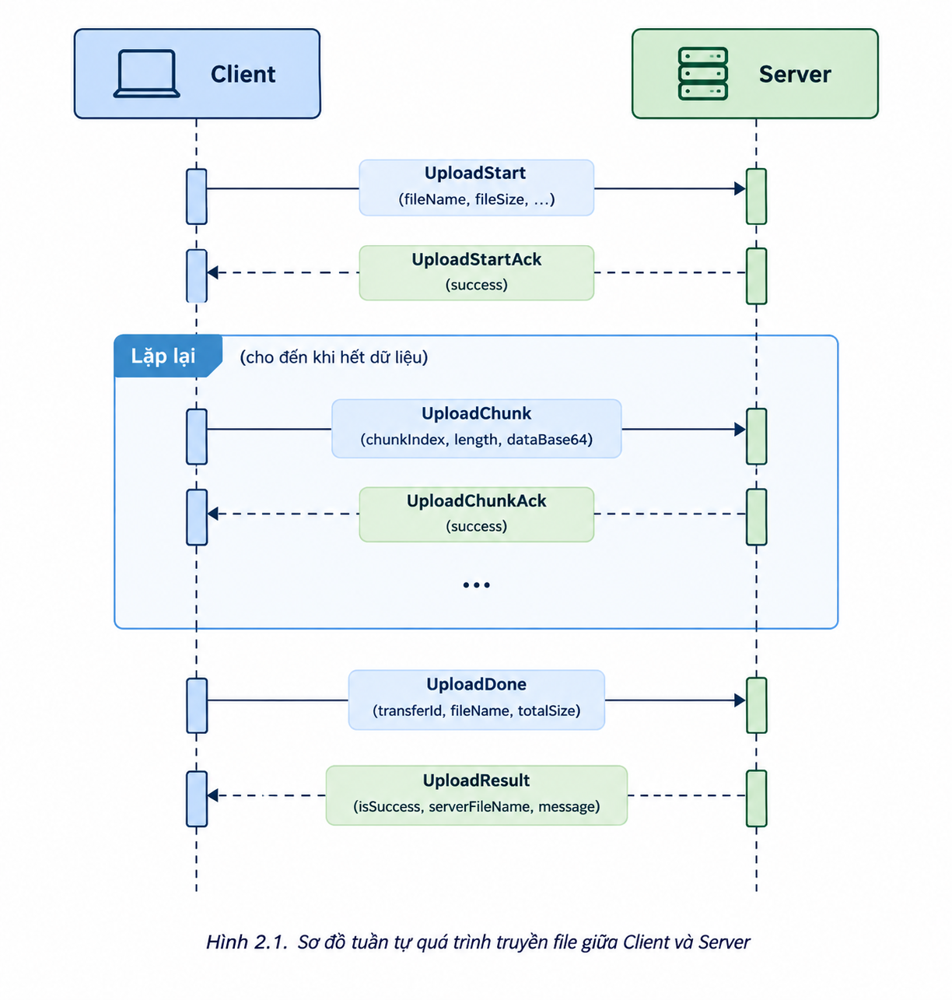 Client
Server
UploadStart
(fileName, fileSize, ...)
UploadStartAck
(success)
Lặp lại
(cho đến khi hết dữ liệu)
UploadChunk
(chunkIndex, length, dataBase64)
UploadChunkAck
(success)
...
UploadDone
(transferId, fileName, totalSize)
UploadResult
(isSuccess, serverFileName, message)
Hình 2.1. Sơ đồ tuần tự quá trình truyền file giữa Client và Server